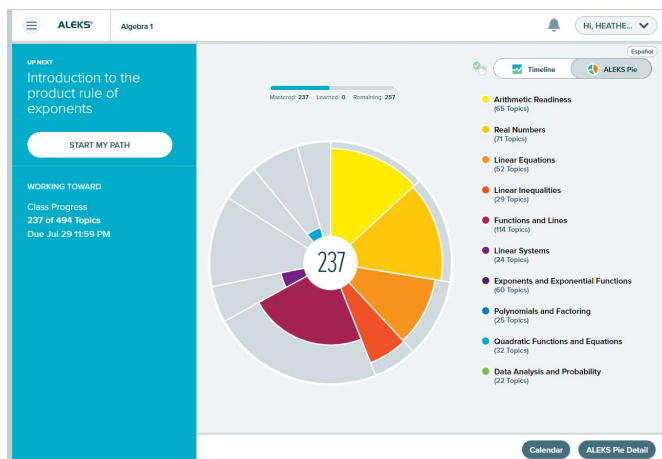 ALEKS®
Algebra 1
Hi, HEATHE...
Español
UP NEXT
Introduction to the
product rule of
exponents
START MY PATH
WORKING TOWARD
Class Progress
237 of 494 Topics
Due Jul 29 11:59 PM
Mastered: 237 Learned: 0 Remaining: 257
237
Timeline
ALEKS Pie
Arithmetic Readiness
(65 Topics)
Real Numbers
(71 Topics)
Linear Equations
(52 Topics)
Linear Inequalities
(29 Topics)
Functions and Lines
(114 Topics)
Linear Systems
(24 Topics)
Exponents and Exponential Functions
(60 Topics)
Polynomials and Factoring
(25 Topics)
Quadratic Functions and Equations
(32 Topics)
Data Analysis and Probability
(22 Topics)
Calendar
ALEKS Pie Detail